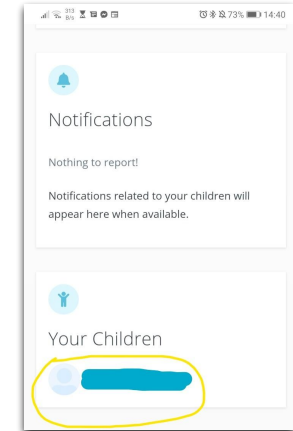 313
B/s
73% 14:40
Notifications
Nothing to report!
Notifications related to your children will
appear here when available.
Your Children